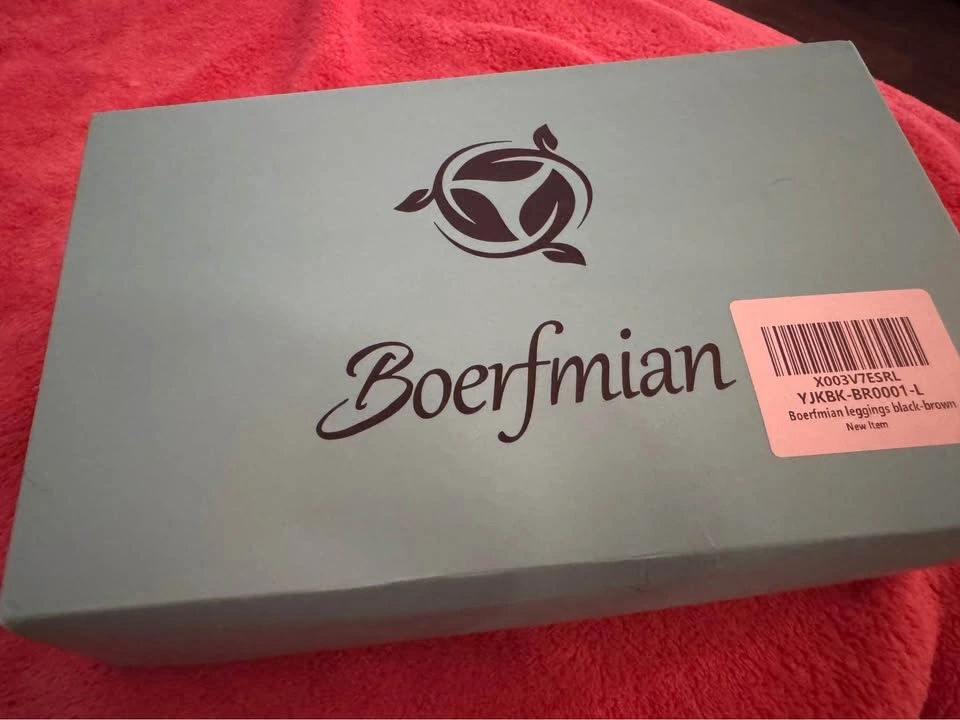 Boerfmian
X003V7ESRL
YJKBK-BR0001-L
Boerfmian leggings black-brown
New Item